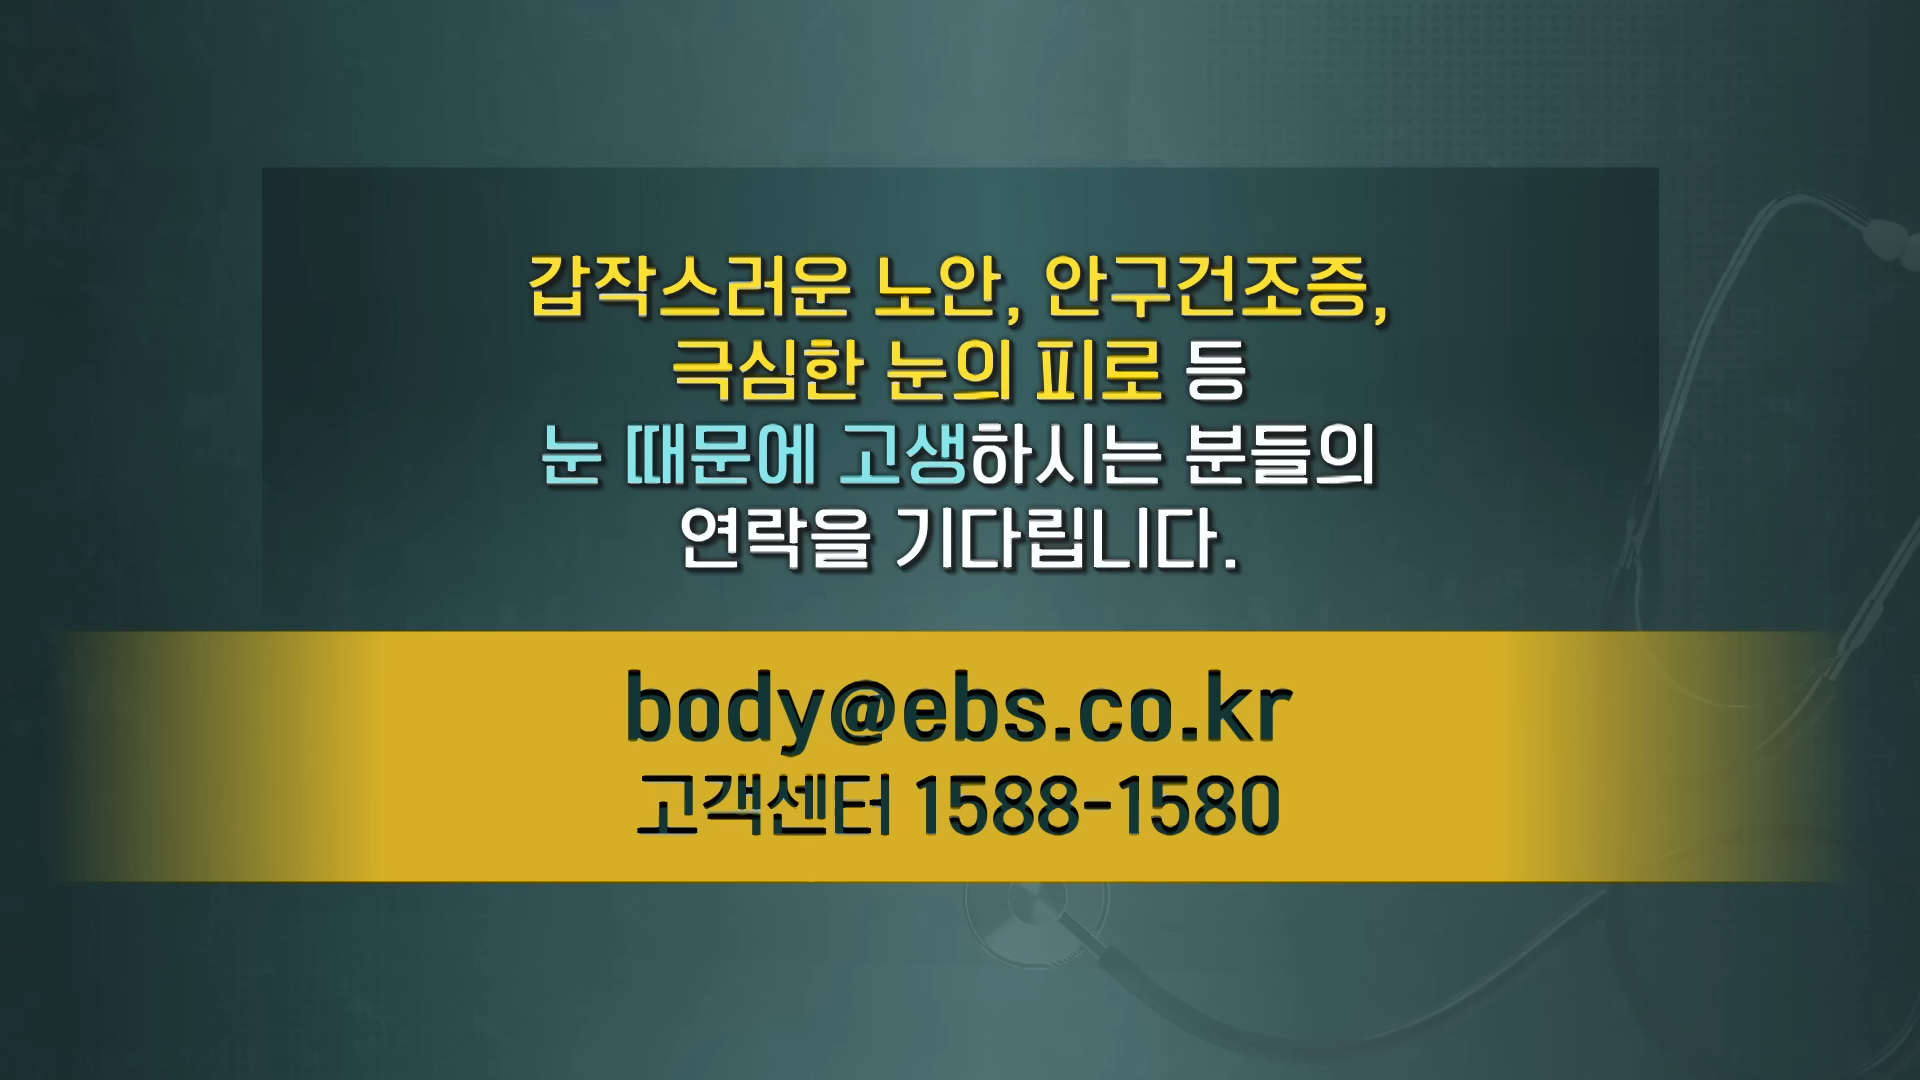 갑작스러운 노안, 안구건조증,
극심한 눈의 피로 등
눈 때문에 고생하시는 분들의
연락을 기다립니다.
body@ebs.co.kr
고객센터 1588-1580